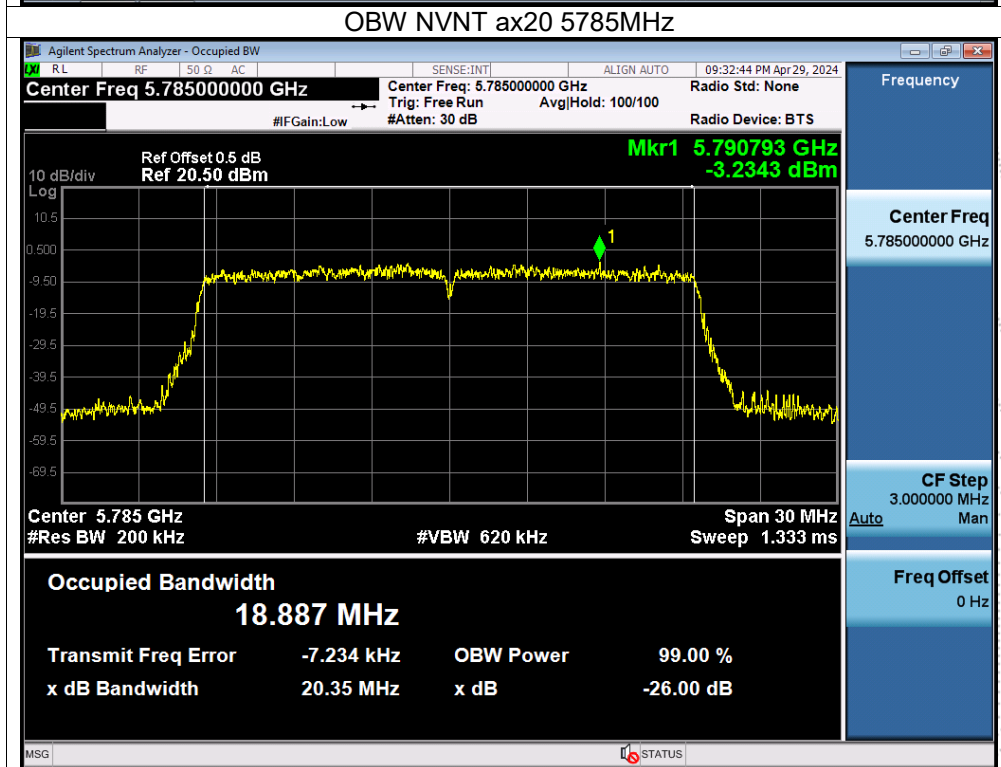 OBW NVNT ax20 5785MHz
Agilent Spectrum Analyzer - Occupied BW
LXI RL RF 50 Ω AC SENSE:INT ALIGN AUTO 09:32:44 PM Apr 29, 2024
Center Freq 5.785000000 GHz Center Freq: 5.785000000 GHz Radio Std: None
Trig: Free Run Avg|Hold: 100/100
#IFGain:Low #Atten: 30 dB Radio Device: BTS
Mkr1 5.790793 GHz
-3.2343 dBm
Ref Offset 0.5 dB
10 dB/div Ref 20.50 dBm
Log
10.5
0.500
-9.50
-19.5
-29.5
-39.5
-49.5
-59.5
-69.5
1
Center 5.785 GHz Span 30 MHz
#Res BW 200 kHz #VBW 620 kHz Sweep 1.333 ms
Occupied Bandwidth
18.887 MHz
Transmit Freq Error -7.234 kHz OBW Power 99.00 %
x dB Bandwidth 20.35 MHz x dB -26.00 dB
Frequency
Center Freq
5.785000000 GHz
CF Step
3.000000 MHz
Auto Man
Freq Offset
0 Hz
MSG STATUS